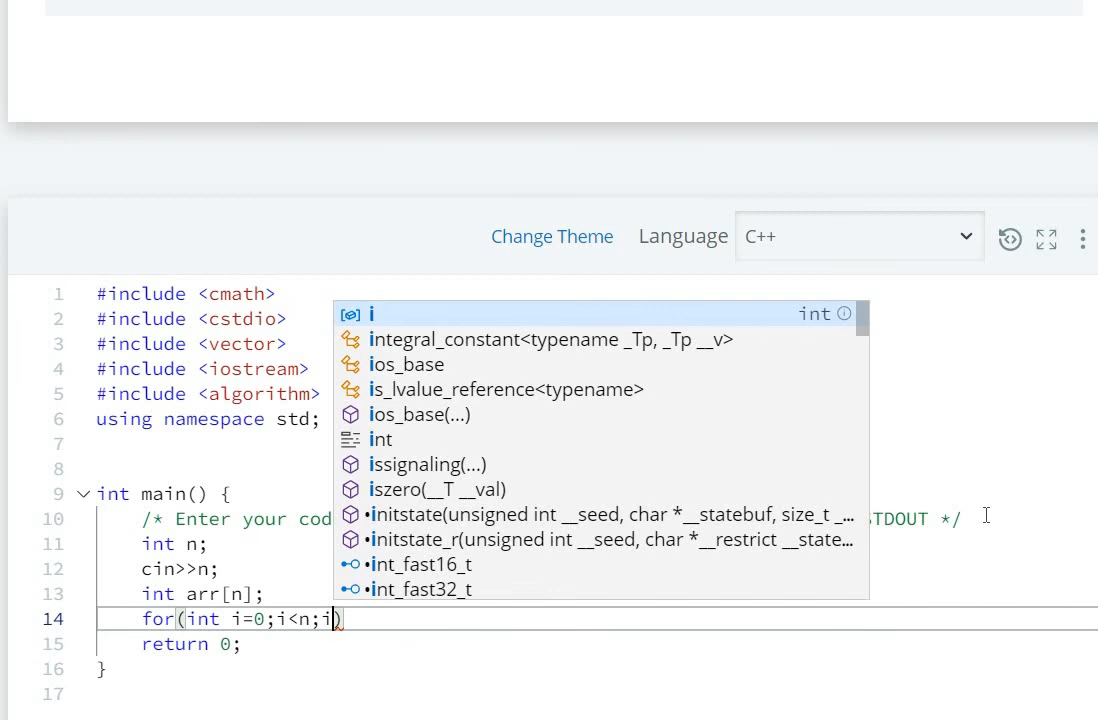 Change Theme Language C++
1 #include <cmath>
2 #include <cstdio>
3 #include <vector>
4 #include <iostream>
5 #include <algorithm>
6 using namespace std;
7
8
9 int main() {
10 /* Enter your cod TDOUT */
11 int n;
12 cin>>n;
13 int arr[n];
14 for(int i=0;i<n;i)
15 return 0;
16 }
17
i int
integral_constant<typename _Tp, _Tp __v>
ios_base
is_lvalue_reference<typename>
ios_base(...)
int
issignaling(...)
iszero(__T __val)
•initstate(unsigned int __seed, char *__statebuf, size_t _...
•initstate_r(unsigned int __seed, char *__restrict __state...
•int_fast16_t
•int_fast32_t